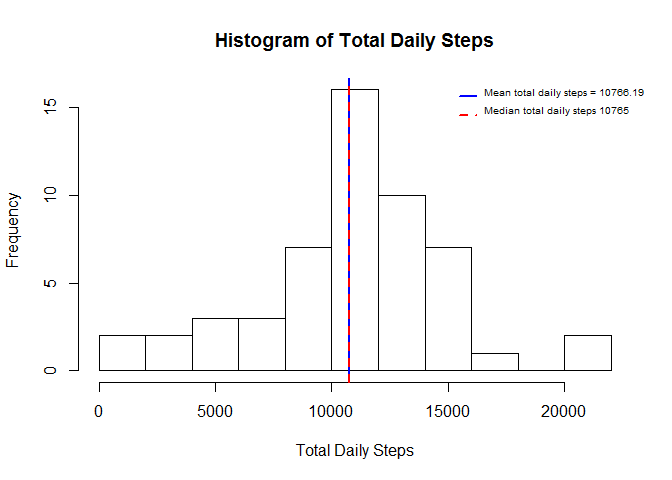 Histogram of Total Daily Steps
Mean total daily steps = 10766.19
Median total daily steps 10765
15
10
5
0
Frequency
0 5000 10000 15000 20000
Total Daily Steps